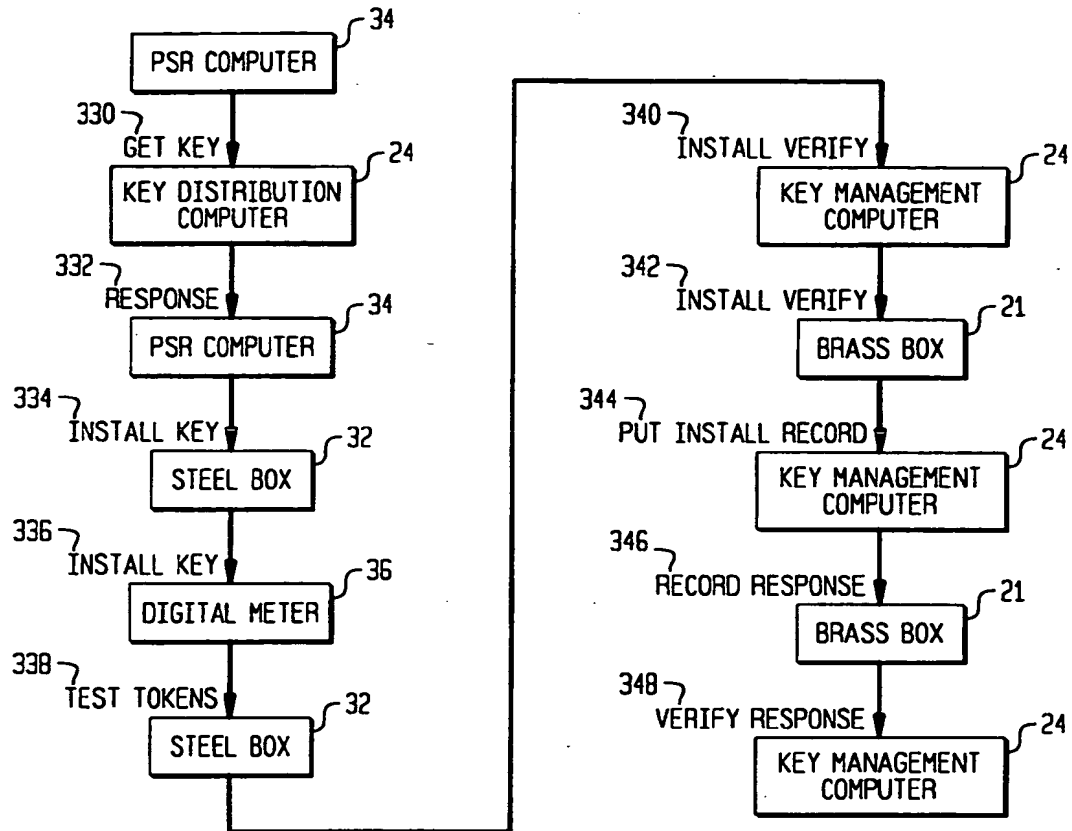 34
PSR COMPUTER
330
GET KEY
24
KEY DISTRIBUTION
COMPUTER
332
RESPONSE
34
PSR COMPUTER
334
INSTALL KEY
32
STEEL BOX
336
INSTALL KEY
36
DIGITAL METER
338
TEST TOKENS
32
STEEL BOX
340
INSTALL VERIFY
24
KEY MANAGEMENT
COMPUTER
342
INSTALL VERIFY
21
BRASS BOX
344
PUT INSTALL RECORD
24
KEY MANAGEMENT
COMPUTER
346
RECORD RESPONSE
21
BRASS BOX
348
VERIFY RESPONSE
24
KEY MANAGEMENT
COMPUTER